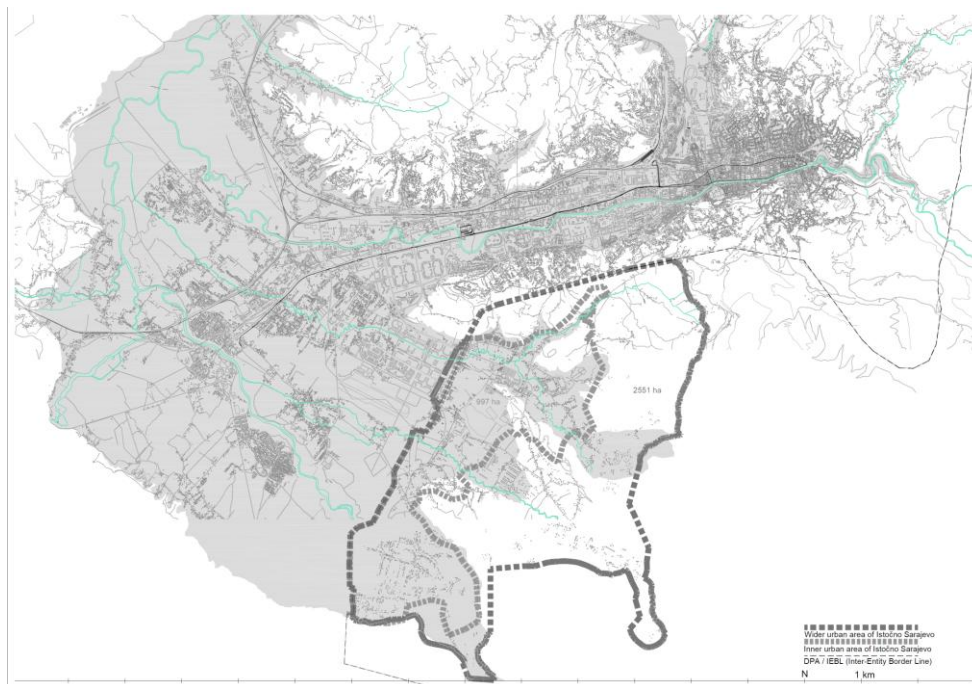 2551 ha
997 ha
Wider urban area of Istočno Sarajevo
Inner urban area of Istočno Sarajevo
DPA / IEBL (Inter-Entity Border Line)
N 1 km